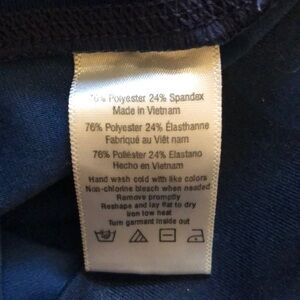 76% Polyester 24% Spandex
Made in Vietnam
76% Polyester 24% Élasthanne
Fabriqué au Viêt nam
76% Poliéster 24% Elastano
Hecho en Vietnam
Hand wash cold with like colors
Non-chlorine bleach when needed
Remove promptly
Reshape and lay flat to dry
Iron low heat
Turn garment inside out